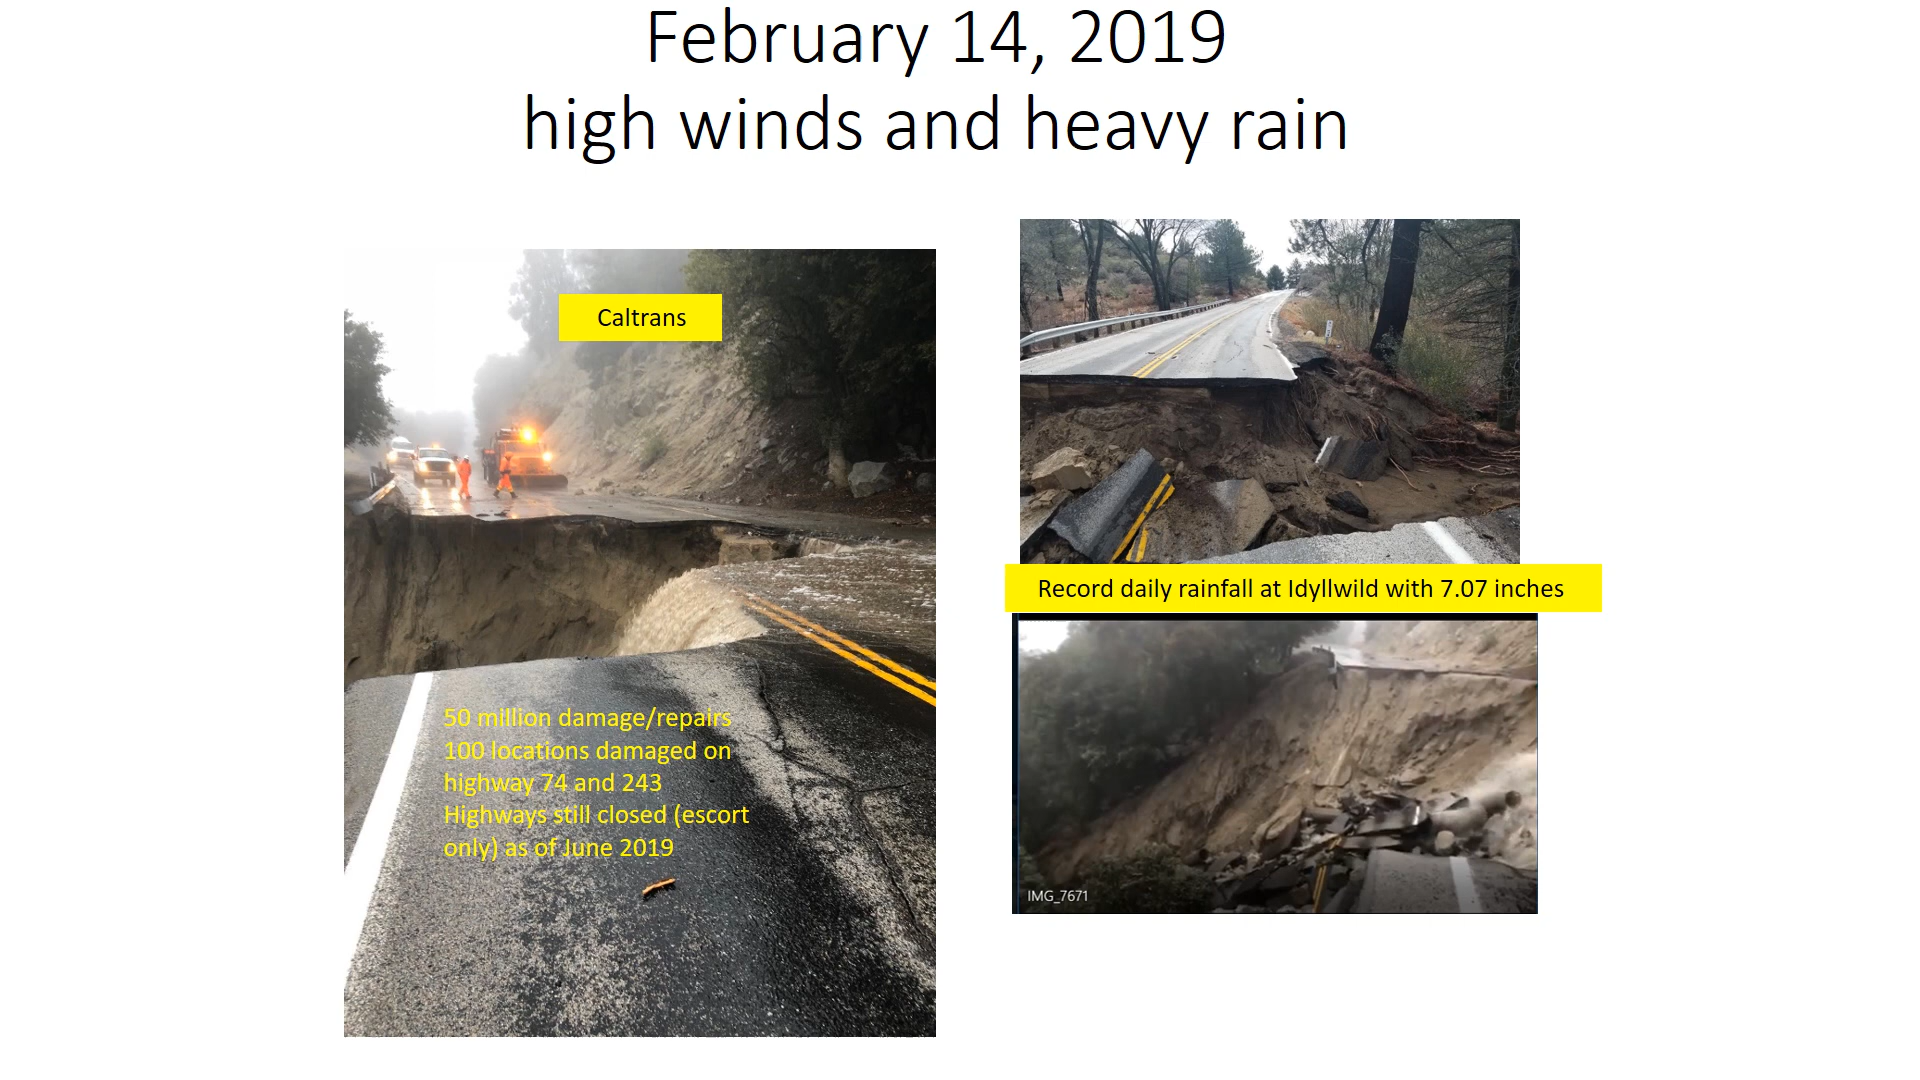 February 14, 2019
high winds and heavy rain
Caltrans
50 million damage/repairs
100 locations damaged on
highway 74 and 243
Highways still closed (escort
only) as of June 2019
Record daily rainfall at Idyllwild with 7.07 inches
IMG_7671